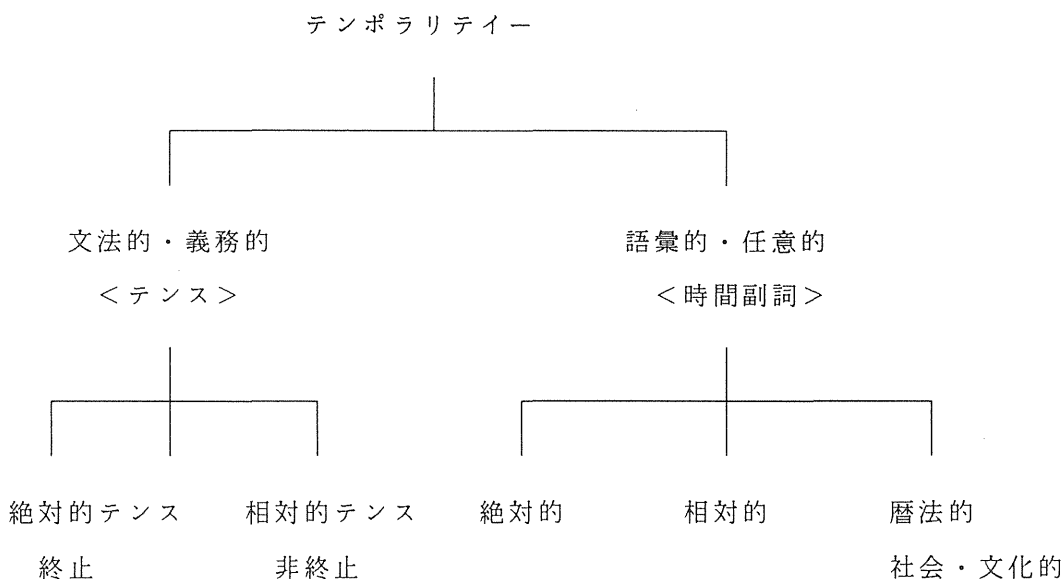 テンポラリテイー
文法的・義務的 語彙的・任意的
＜テンス＞ ＜時間副詞＞
絶対的テンス 相対的テンス 絶対的 相対的 暦法的
終止 非終止 社会・文化的